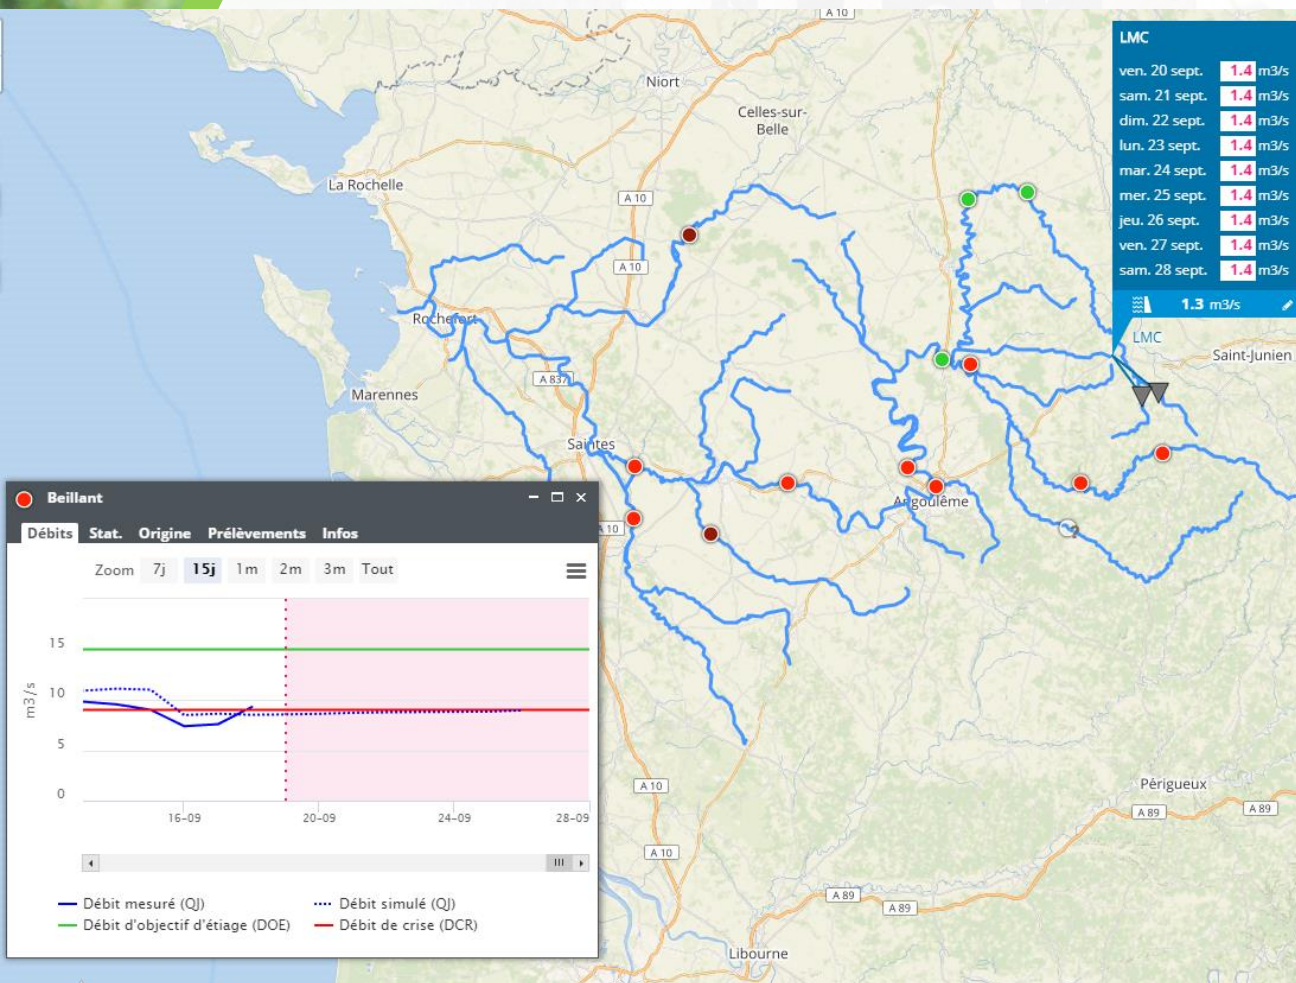 A 10
LMC
ven. 20 sept. 1.4 m3/s
sam. 21 sept. 1.4 m3/s
dim. 22 sept. 1.4 m3/s
lun. 23 sept. 1.4 m3/s
mar. 24 sept. 1.4 m3/s
mer. 25 sept. 1.4 m3/s
jeu. 26 sept. 1.4 m3/s
ven. 27 sept. 1.4 m3/s
sam. 28 sept. 1.4 m3/s
1.3 m3/s
LMC
Niort
Celles-sur-
Belle
La Rochelle
A 10
A 10
Rochefort
Saint-Junien
A 837
Marennes
Saintes
Angoulême
A 10
Beillant
Débits Stat. Origine Prélèvements Infos
Zoom 7j 15j 1m 2m 3m Tout
15
10
5
0
m3/s
16-09 20-09 24-09 28-09
Débit mesuré (QJ) Débit simulé (QJ)
Débit d'objectif d'étiage (DOE) Débit de crise (DCR)
A 10
Périgueux
A 89
A 89
A 10
A 89
A 89
Libourne